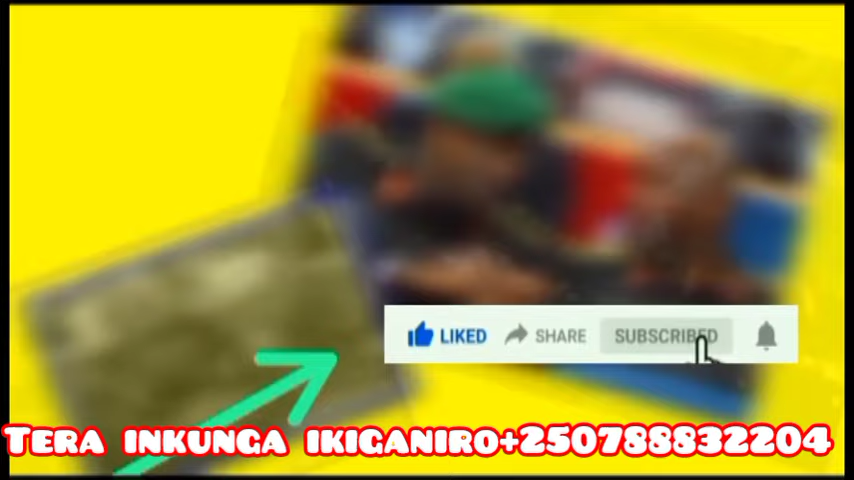 LIKED SHARE SUBSCRIBED
TERA INKUNGA IKIGANIRO+250788832204